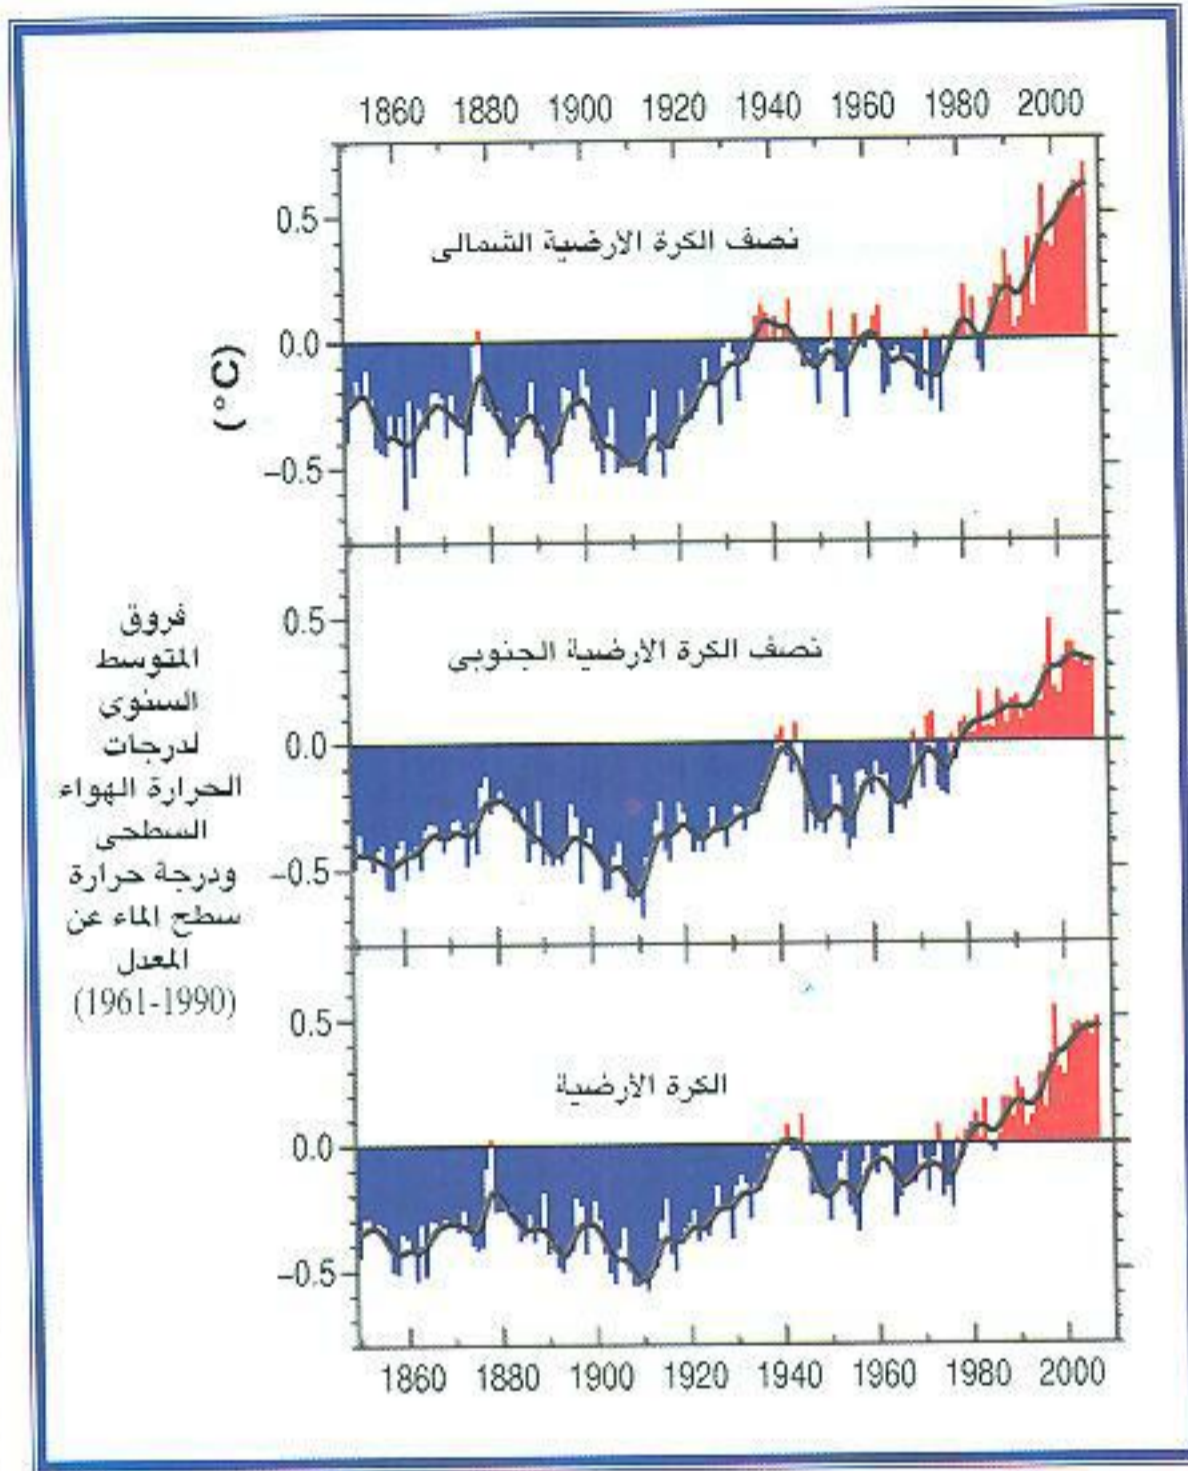 1860 1880 1900 1920 1940 1960 1980 2000
نصف الكرة الارضية الشمالى
0.5
0.0
-0.5
(°C)
نصف الكرة الارضية الجنوبى
0.5
0.0
-0.5
فروق
المتوسط
السنوى
لدرجات
الحرارة الهواء
السطحى
ودرجة حرارة
سطح الماء عن
المعدل
(1961-1990)
الكرة الارضية
0.5
0.0
-0.5
1860 1880 1900 1920 1940 1960 1980 2000